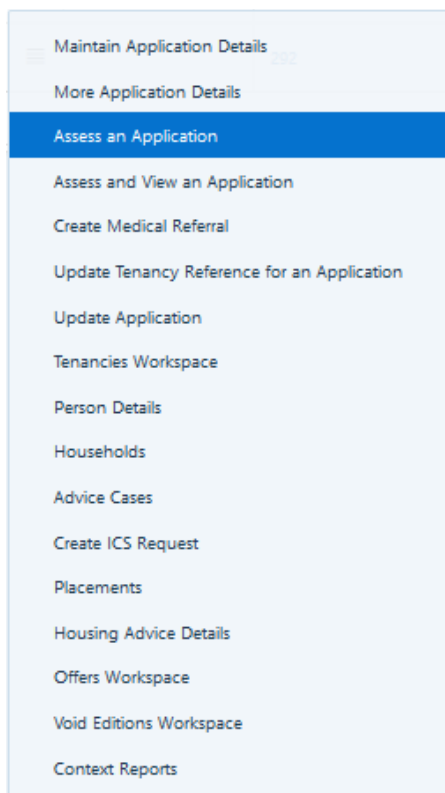 Maintain Application Details
292
More Application Details
Assess an Application
Assess and View an Application
Create Medical Referral
Update Tenancy Reference for an Application
Update Application
Tenancies Workspace
Person Details
Households
Advice Cases
Create ICS Request
Placements
Housing Advice Details
Offers Workspace
Void Editions Workspace
Context Reports